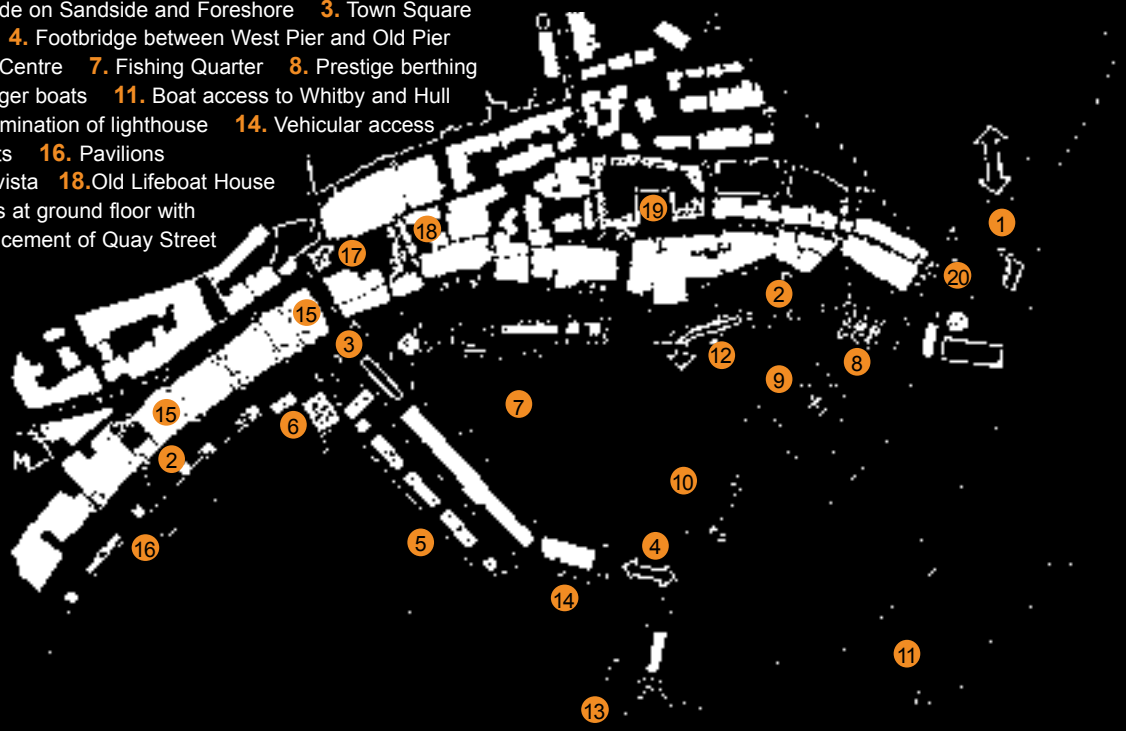 de on Sandside and Foreshore 3. Town Square
4. Footbridge between West Pier and Old Pier
Centre 7. Fishing Quarter 8. Prestige berthing
ger boats 11. Boat access to Whitby and Hull
mination of lighthouse 14. Vehicular access
ts 16. Pavilions
vista 18.Old Lifeboat House
s at ground floor with
cement of Quay Street
1
19
18
17
20
2
15
3
12
8
9
7
15
6
2
10
5
4
16
14
11
13